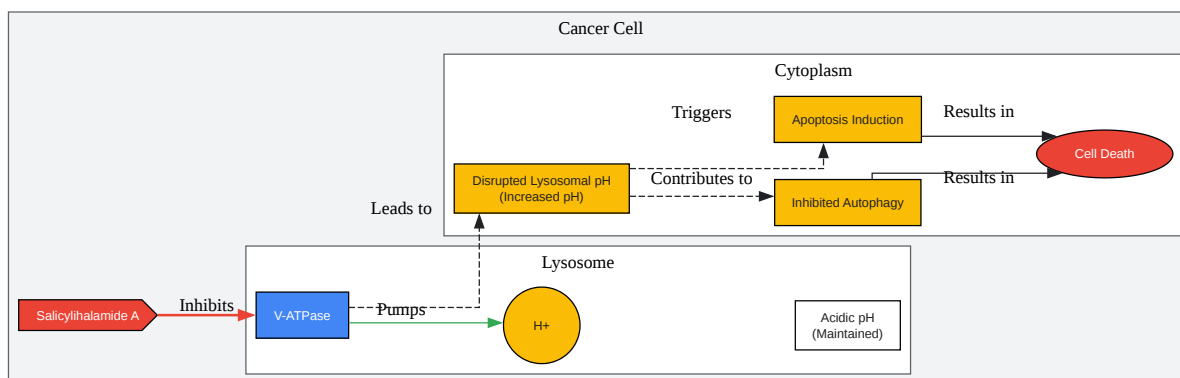 Cancer Cell
Cytoplasm
Triggers
Apoptosis Induction
Results in
Cell Death
Disrupted Lysosomal pH
(Increased pH)
Contributes to
Inhibited Autophagy
Results in
Leads to
Lysosome
Salicylihalamide A
Inhibits
V-ATPase
Pumps
H+
Acidic pH
(Maintained)